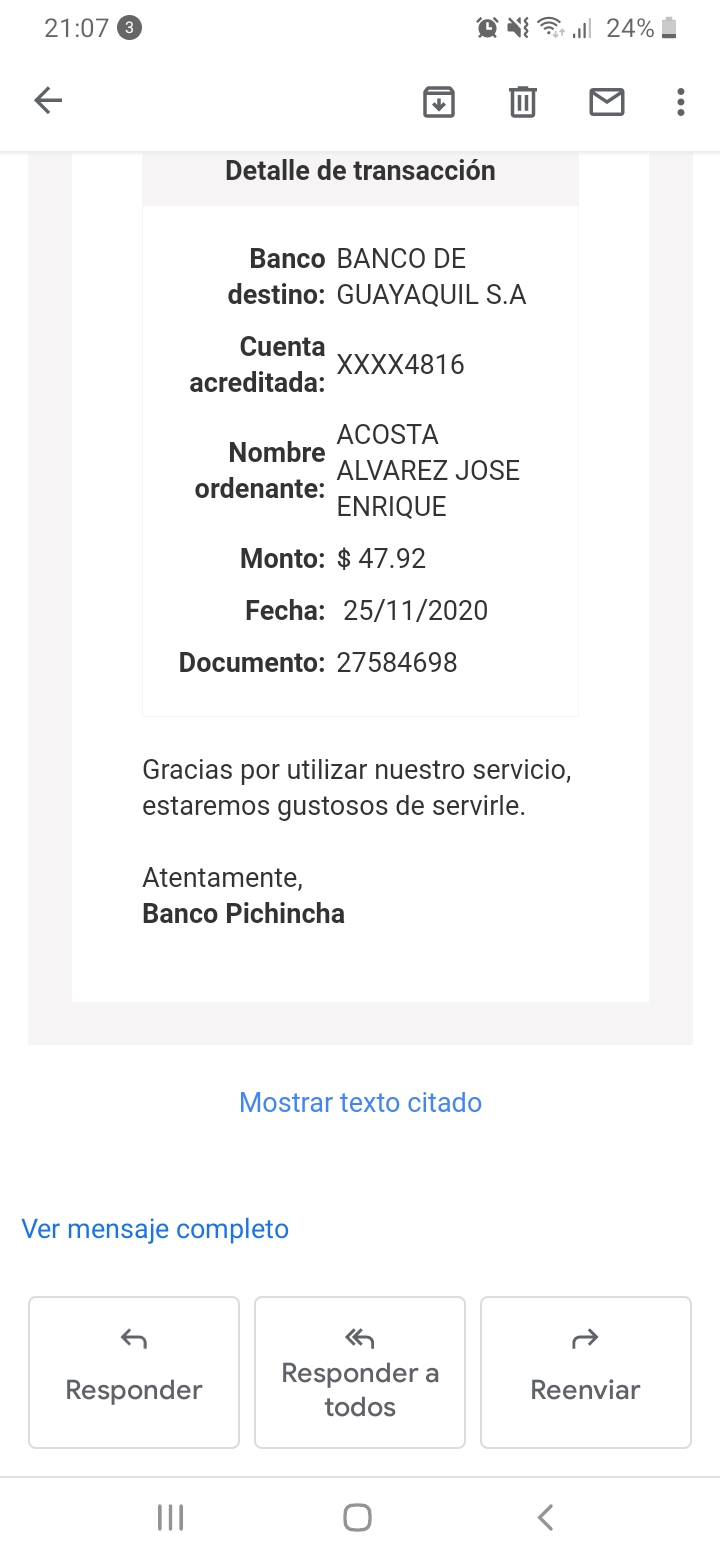 21:07 3 24%
Detalle de transacción
Banco BANCO DE
destino: GUAYAQUIL S.A
Cuenta
acreditada: XXXX4816
Nombre
ordenante: ACOSTA
ALVAREZ JOSE
ENRIQUE
Monto: $ 47.92
Fecha: 25/11/2020
Documento: 27584698
Gracias por utilizar nuestro servicio,
estaremos gustosos de servirle.
Atentamente,
Banco Pichincha
Mostrar texto citado
Ver mensaje completo
Responder
Responder a
todos
Reenviar